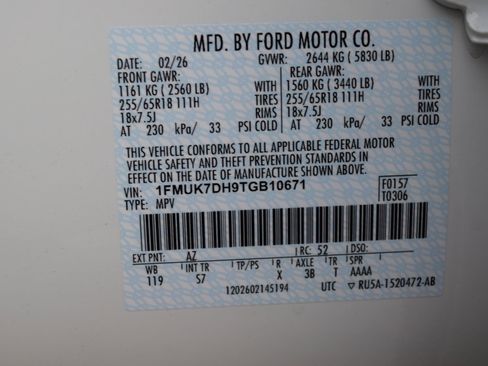 MFD. BY FORD MOTOR CO.
DATE: 02/26 GVWR: 2644 KG ( 5830 LB)
FRONT GAWR: REAR GAWR:
1161 KG ( 2560 LB) WITH 1560 KG ( 3440 LB) WITH
255/65R18 111H TIRES 255/65R18 111H TIRES
18x7.5J RIMS 18x7.5J RIMS
AT 230 kPa/ 33 PSI COLD AT 230 kPa/ 33 PSI COLD
THIS VEHICLE CONFORMS TO ALL APPLICABLE FEDERAL MOTOR
VEHICLE SAFETY AND THEFT PREVENTION STANDARDS IN
EFFECT ON THE DATE OF MANUFACTURE SHOWN ABOVE.
VIN: 1FMUK7DH9TGB10671 F0157
TYPE: MPV T0306
EXT PNT: AZ RC: 52 DSO:
WB INT TR TP/PS R AXLE TR SPR
119 S7 X 3B T AAAA
1202602145194 UTC RU5A-1520472-AB